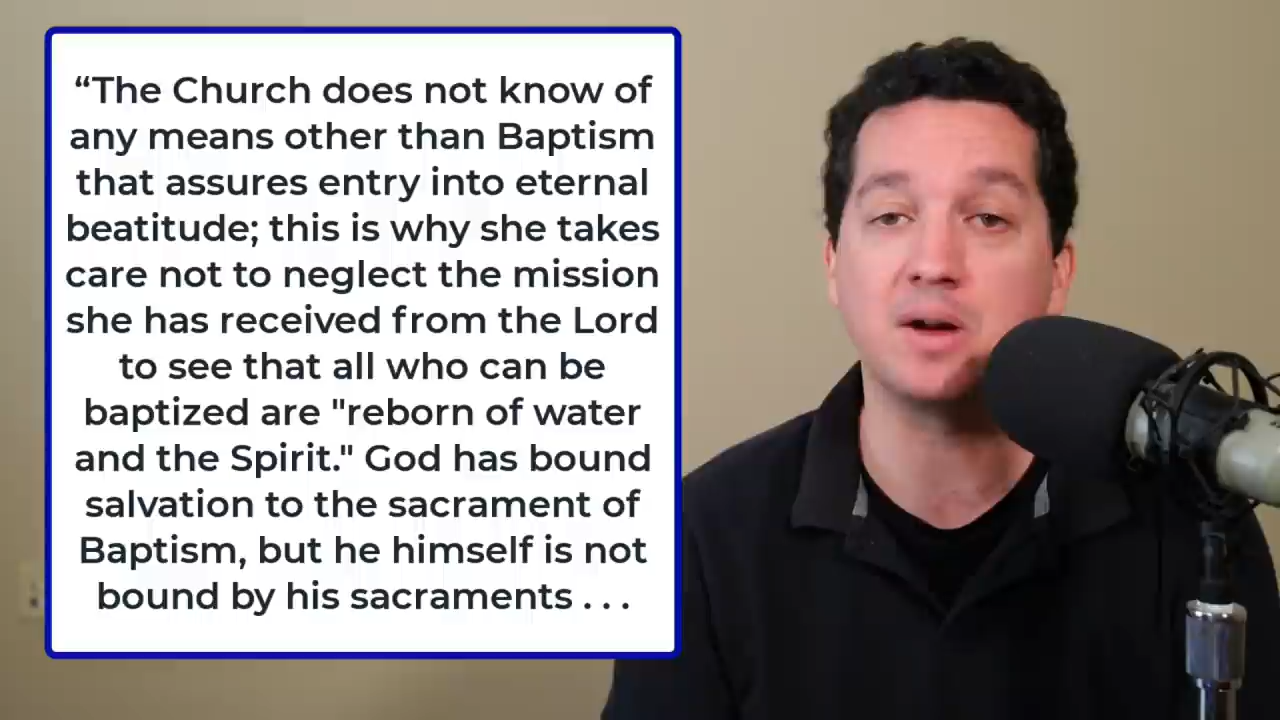 “The Church does not know of
any means other than Baptism
that assures entry into eternal
beatitude; this is why she takes
care not to neglect the mission
she has received from the Lord
to see that all who can be
baptized are "reborn of water
and the Spirit." God has bound
salvation to the sacrament of
Baptism, but he himself is not
bound by his sacraments . . .